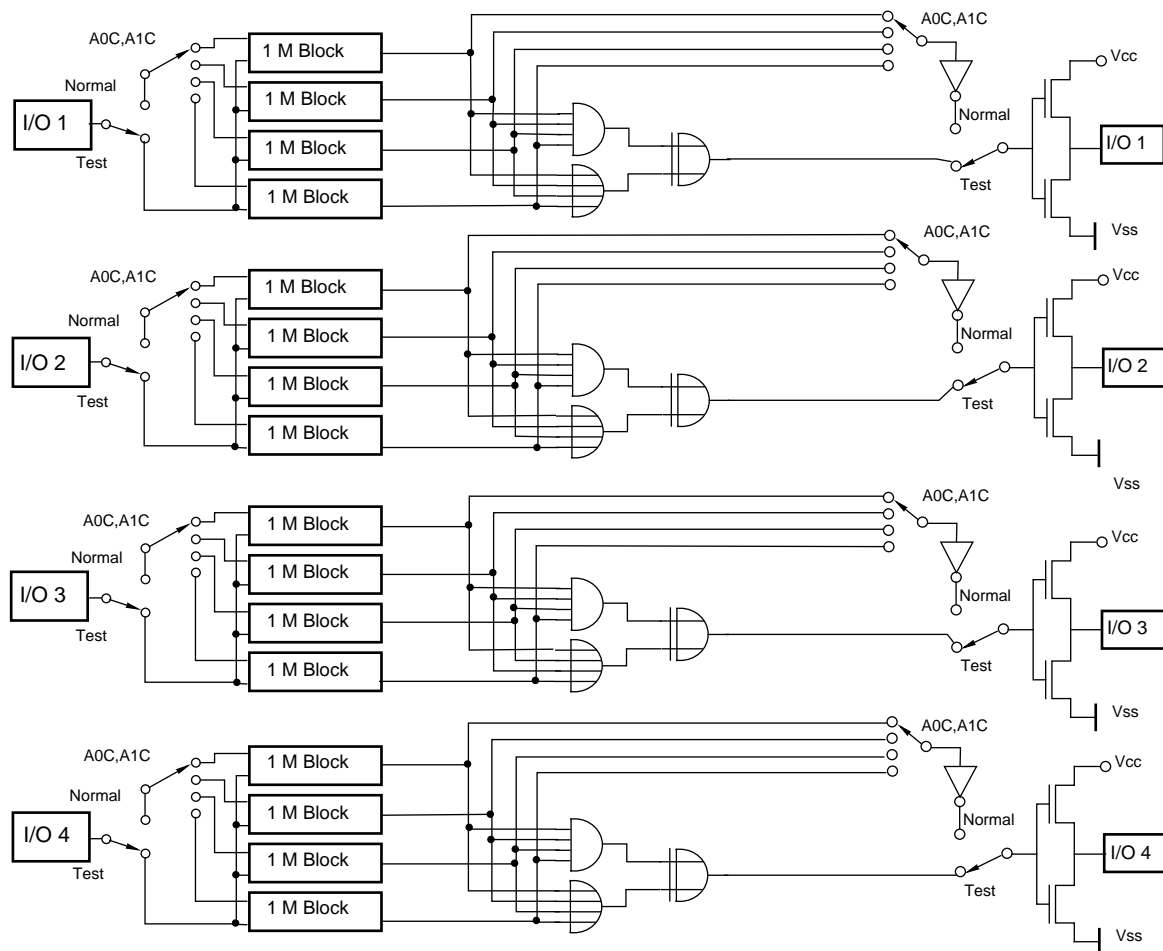 A0C,A1C
1 M Block
A0C,A1C
Vcc
Normal
1 M Block
Normal
I/O 1
1 M Block
I/O 1
Test
Test
1 M Block
Vss
A0C,A1C
A0C,A1C
1 M Block
Vcc
Normal
1 M Block
Normal
I/O 2
I/O 2
1 M Block
Test
Test
1 M Block
Vss
A0C,A1C
A0C,A1C
1 M Block
Vcc
Normal
1 M Block
Normal
I/O 3
1 M Block
I/O 3
Test
Test
1 M Block
Vss
A0C,A1C
A0C,A1C
1 M Block
Vcc
Normal
1 M Block
Normal
I/O 4
I/O 4
1 M Block
Test
Test
1 M Block
Vss